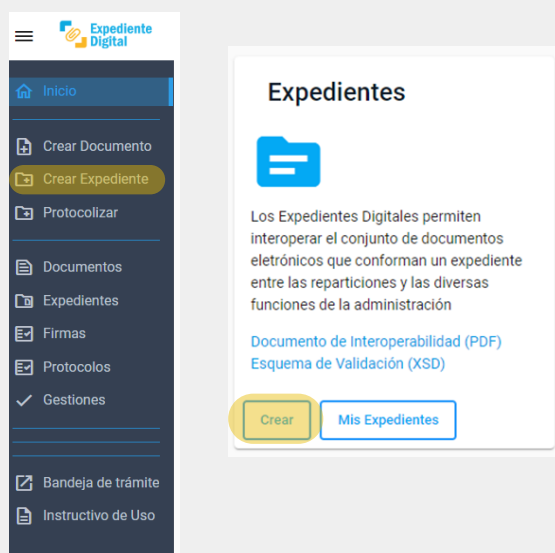 Expediente
Digital
Inicio
Crear Documento
Crear Expediente
Protocolizar
Documentos
Expedientes
Firmas
Protocolos
Gestiones
Bandeja de trámite
Instructivo de Uso
Expedientes
Los Expedientes Digitales permiten
interoperar el conjunto de documentos
eletrónicos que conforman un expediente
entre las reparticiones y las diversas
funciones de la administración
Documento de Interoperabilidad (PDF)
Esquema de Validación (XSD)
Crear
Mis Expedientes